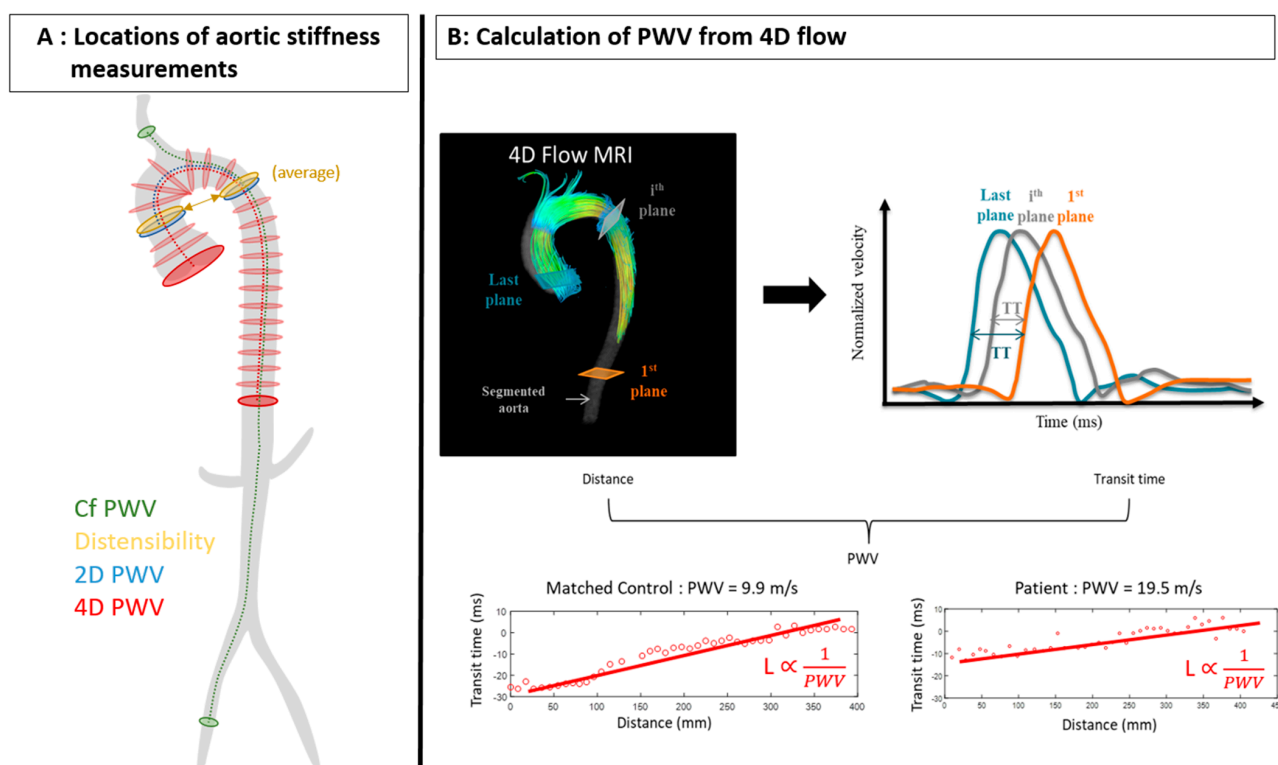 A : Locations of aortic stiffness
measurements
(average)
Cf PWV
Distensibility
2D PWV
4D PWV
B: Calculation of PWV from 4D flow
4D Flow MRI
ith
plane
Last
plane
1st
plane
Segmented
aorta
Last
plane
ith
plane
1st
plane
Normalized velocity
TT
TT
Time (ms)
Distance
Transit time
PWV
Matched Control : PWV = 9.9 m/s
Transit time (ms)
10
0
-10
-20
-30
0 50 100 150 200 250 300 350 400
Distance (mm)
L ∝ 1/PWV
Patient : PWV = 19.5 m/s
Transit time (ms)
10
0
-10
-20
-30
0 50 100 150 200 250 300 350 400 45
Distance (mm)
L ∝ 1/PWV